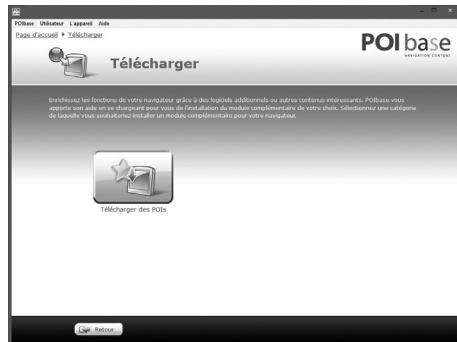 POIbase Utilisateur L'appareil Aide
Page d'accueil Télécharger
POIbase
NAVIGATION CONTENT
Télécharger
Enrichissez les fonctions de votre navigateur grâce à des logiciels additionnels ou autres contenus intéressants. POIbase vous
apporte son aide en se chargeant pour vous de l'installation du module complémentaire de votre choix. Sélectionnez une catégorie
de laquelle vous souhaiteriez installer un module complémentaire pour votre navigateur.
Télécharger des POIs
Retour